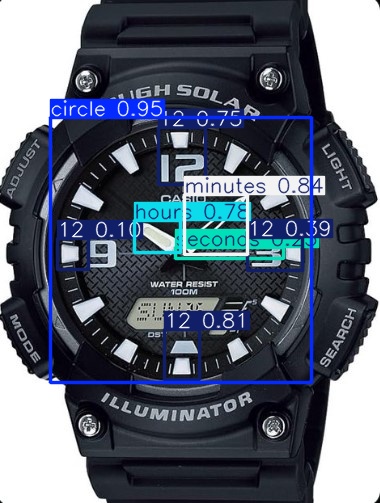 TOUGH SOLAR
circle 0.95
12 0.75
ADJUST
LIGHT
12
CASIO
minutes 0.84
hours 0.78
12 0.10
12 0.39
9
3
WATER RESIST
100M
12 0.81
DST
MODE
SEARCH
ILLUMINATOR